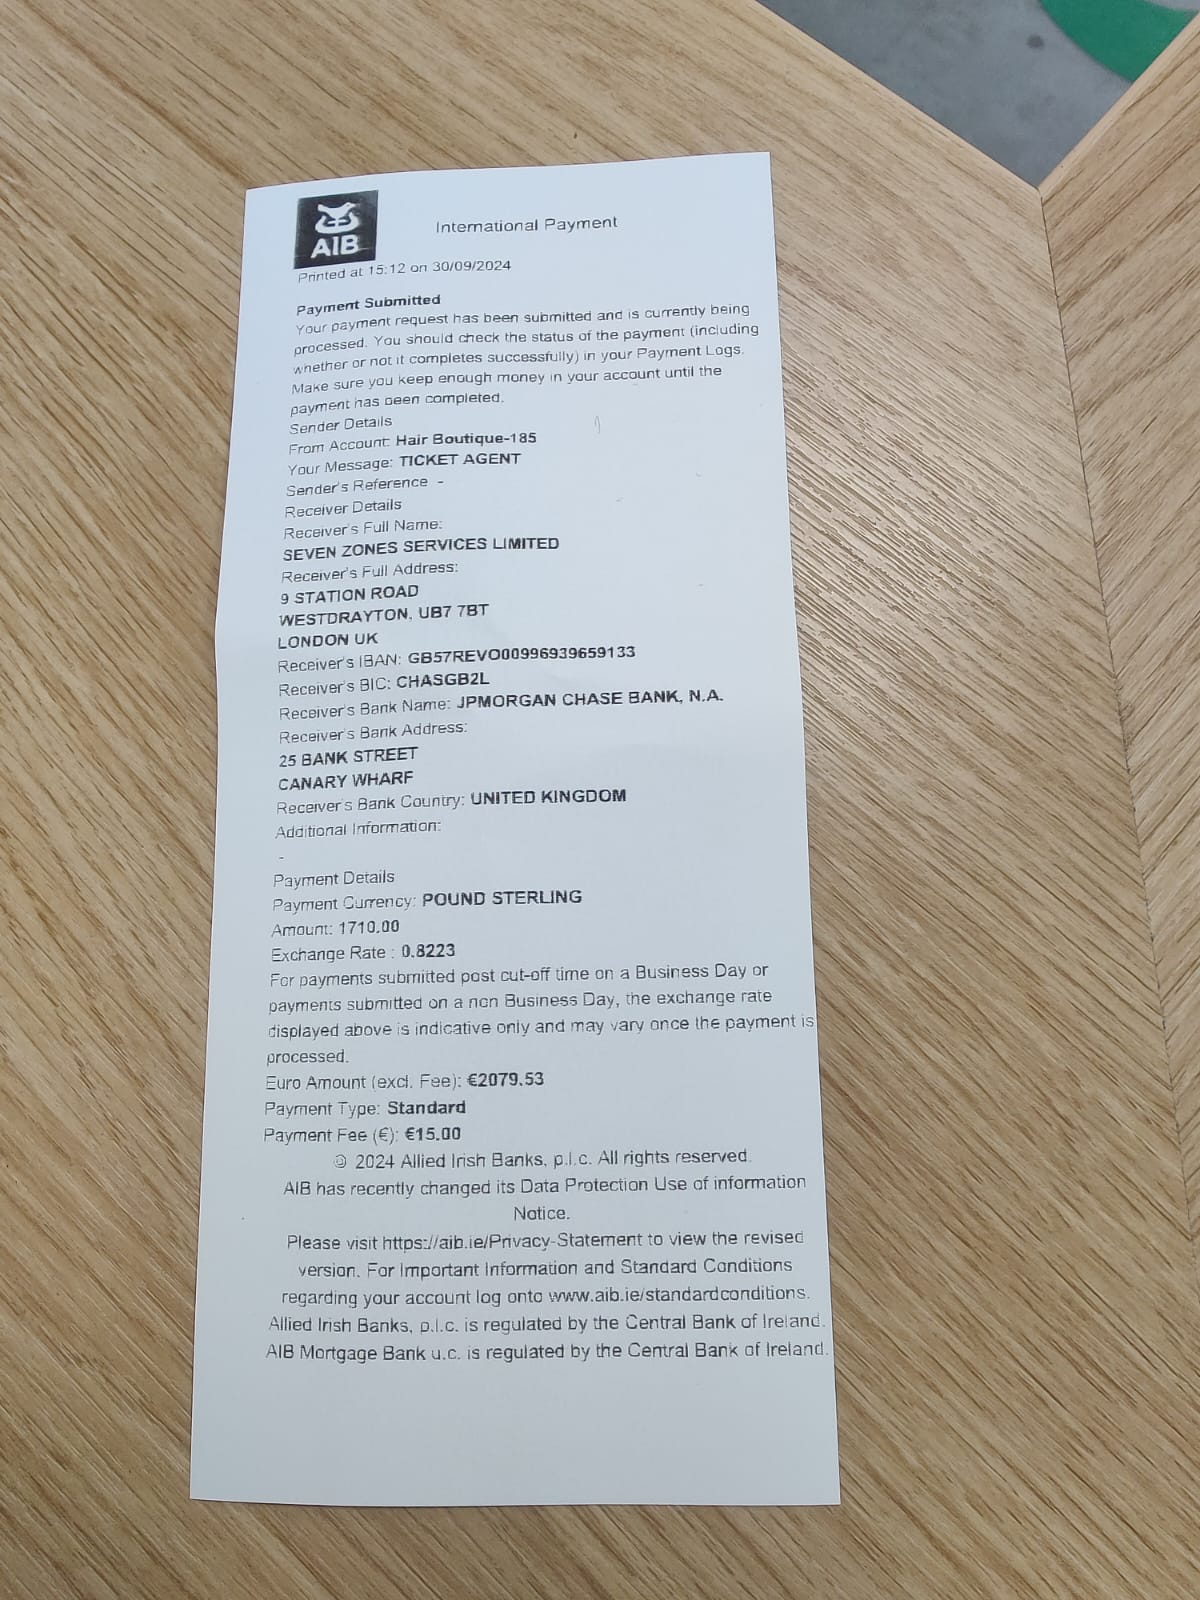 AIB
International Payment
Printed at 15:12 on 30/09/2024
Payment Submitted
Your payment request has been submitted and is currently being
processed. You should check the status of the payment (including
whether or not it completes successfully) in your Payment Logs.
Make sure you keep enough money in your account until the
payment has been completed.
Sender Details
From Account: Hair Boutique-185
Your Message: TICKET AGENT
Sender's Reference -
Receiver Details
Receiver's Full Name:
SEVEN ZONES SERVICES LIMITED
Receiver's Full Address:
9 STATION ROAD
WESTDRAYTON, UB7 7BT
LONDON UK
Receiver's IBAN: GB57REVO00996939659133
Receiver's BIC: CHASGB2L
Receiver's Bank Name: JPMORGAN CHASE BANK, N.A.
Receiver's Bank Address:
25 BANK STREET
CANARY WHARF
Receiver's Bank Country: UNITED KINGDOM
Additional Information:
-
Payment Details
Payment Currency: POUND STERLING
Amount: 1710.00
Exchange Rate : 0.8223
For payments submitted post cut-off time on a Business Day or
payments submitted on a non Business Day, the exchange rate
displayed above is indicative only and may vary once the payment is
processed.
Euro Amount (excl. Fee): €2079.53
Payment Type: Standard
Payment Fee (€): €15.00
© 2024 Allied Irish Banks, p.l.c. All rights reserved.
AIB has recently changed its Data Protection Use of information
Notice.
Please visit https://aib.ie/Privacy-Statement to view the revised
version. For Important Information and Standard Conditions
regarding your account log onto www.aib.ie/standardconditions.
Allied Irish Banks, p.l.c. is regulated by the Central Bank of Ireland.
AIB Mortgage Bank u.c. is regulated by the Central Bank of Ireland.